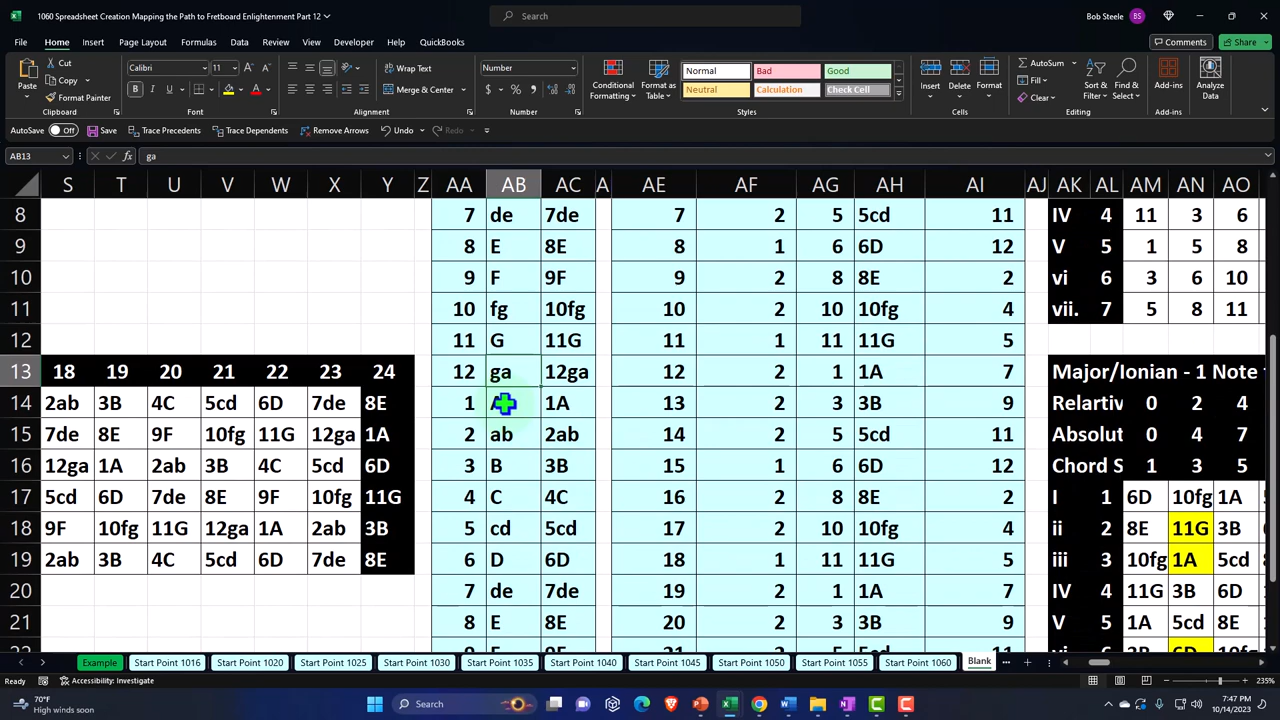 1060 Spreadsheet Creation Mapping the Path to Fretboard Enlightenment Part 12
Search
Bob Steele BS
File Home Insert Page Layout Formulas Data Review View Developer Help QuickBooks Comments Share
Paste Cut Copy Format Painter Clipboard
Calibri 11 Font
Wrap Text Merge & Center Alignment
Number Number
Conditional Formatting Format as Table
Normal Bad Good
Neutral Calculation Check Cell
Styles
Insert Delete Format Cells
AutoSum Fill Clear Sort & Filter Find & Select Editing
Add-ins Add-ins
Analyze Data
AutoSave Off Save Trace Precedents Trace Dependents Remove Arrows Undo Redo
AB13 fx ga
S T U V W X Y Z AA AB AC A AE AF AG AH AI AJ AK AL AM AN AO
8 7 de 7de 7 2 5 5cd 11 IV 4 11 3 6
9 8 E 8E 8 1 6 6D 12 V 5 1 5 8
10 9 F 9F 9 2 8 8E 2 vi 6 3 6 10
11 10 fg 10fg 10 2 10 10fg 4 vii. 7 5 8 11
12 11 G 11G 11 1 11 11G 5
13 18 19 20 21 22 23 24 12 ga 12ga 12 2 1 1A 7 Major/Ionian - 1 Note
14 2ab 3B 4C 5cd 6D 7de 8E 1 A 1A 13 2 3 3B 9 Relartiv 0 2 4
15 7de 8E 9F 10fg 11G 12ga 1A 2 ab 2ab 14 2 5 5cd 11 Absolut 0 4 7
16 12ga 1A 2ab 3B 4C 5cd 6D 3 B 3B 15 1 6 6D 12 Chord S 1 3 5
17 5cd 6D 7de 8E 9F 10fg 11G 4 C 4C 16 2 8 8E 2 I 1 6D 10fg 1A
18 9F 10fg 11G 12ga 1A 2ab 3B 5 cd 5cd 17 2 10 10fg 4 ii 2 8E 11G 3B
19 2ab 3B 4C 5cd 6D 7de 8E 6 D 6D 18 1 11 11G 5 iii 3 10fg 1A 5cd
20 7 de 7de 19 2 1 1A 7 IV 4 11G 3B 6D
21 8 E 8E 20 2 3 3B 9 V 5 1A 5cd 8E
Example Start Point 1016 Start Point 1020 Start Point 1025 Start Point 1030 Start Point 1035 Start Point 1040 Start Point 1045 Start Point 1050 Start Point 1055 Start Point 1060 Blank
Ready Accessibility: Investigate 235%
70°F
High winds soon
Search
7:47 PM
10/14/2023